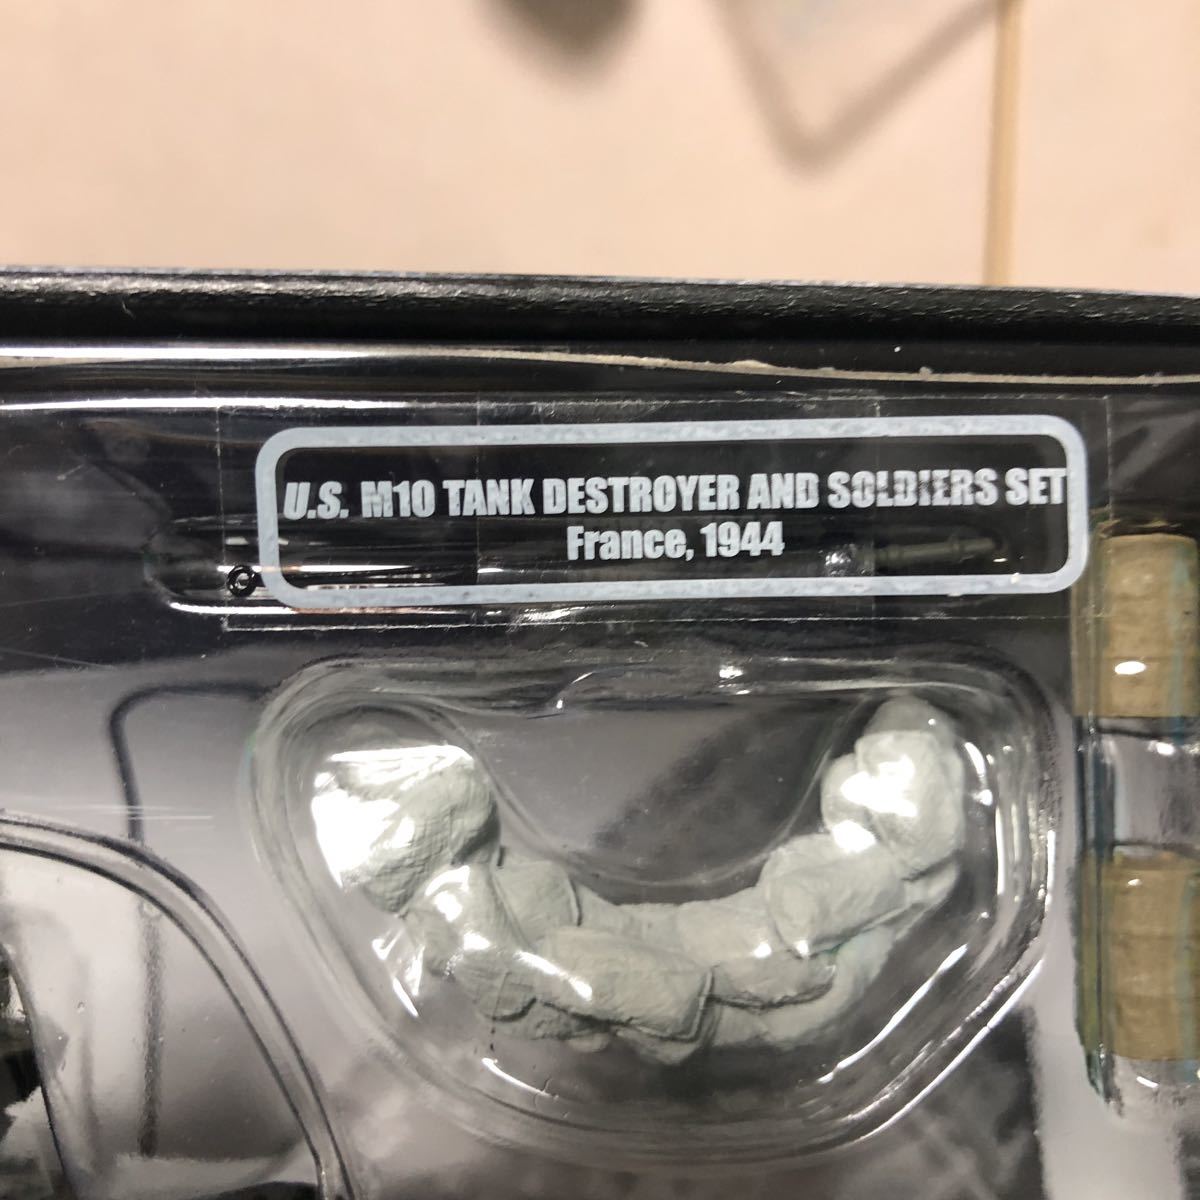 U.S. M10 TANK DESTROYER AND SOLDIERS SET
France, 1944